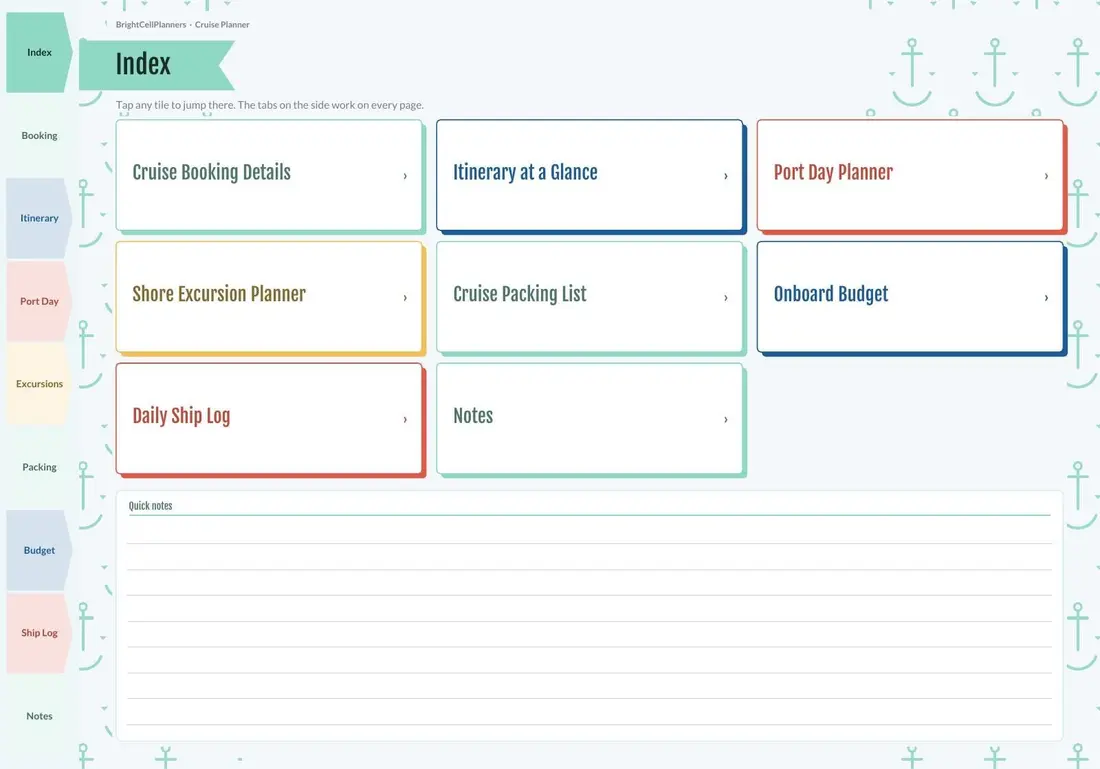 BrightCellPlanners · Cruise Planner
Index
Tap any tile to jump there. The tabs on the side work on every page.
Index
Booking
Itinerary
Port Day
Excursions
Packing
Budget
Ship Log
Notes
Cruise Booking Details ›
Itinerary at a Glance ›
Port Day Planner ›
Shore Excursion Planner ›
Cruise Packing List ›
Onboard Budget ›
Daily Ship Log ›
Notes ›
Quick notes